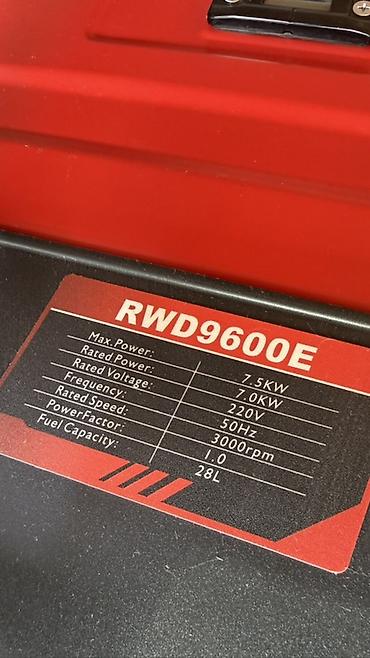 RWD9600E
Max. Power: 7.5KW
Rated Power: 7.0KW
Rated Voltage: 220V
Frequency: 50Hz
Rated Speed: 3000rpm
PowerFactor: 1.0
Fuel Capacity: 28L